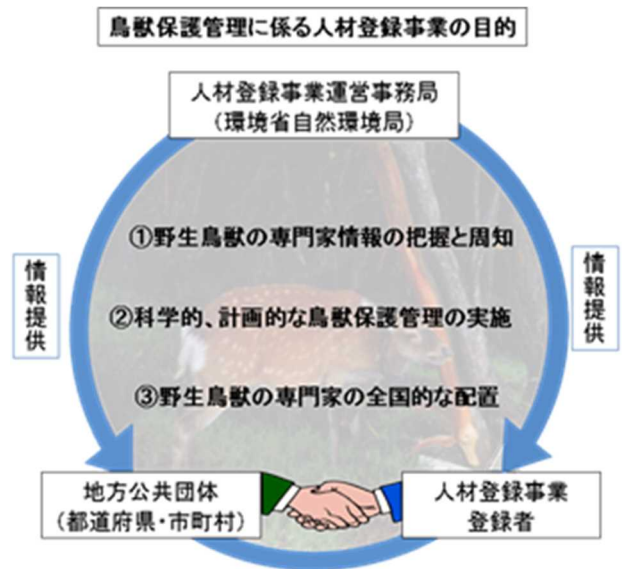 鳥獣保護管理に係る人材登録事業の目的
人材登録事業運営事務局
（環境省自然環境局）
①野生鳥獣の専門家情報の把握と周知
情報提供
情報提供
②科学的、計画的な鳥獣保護管理の実施
③野生鳥獣の専門家の全国的な配置
地方公共団体
（都道府県・市町村）
人材登録事業
登録者